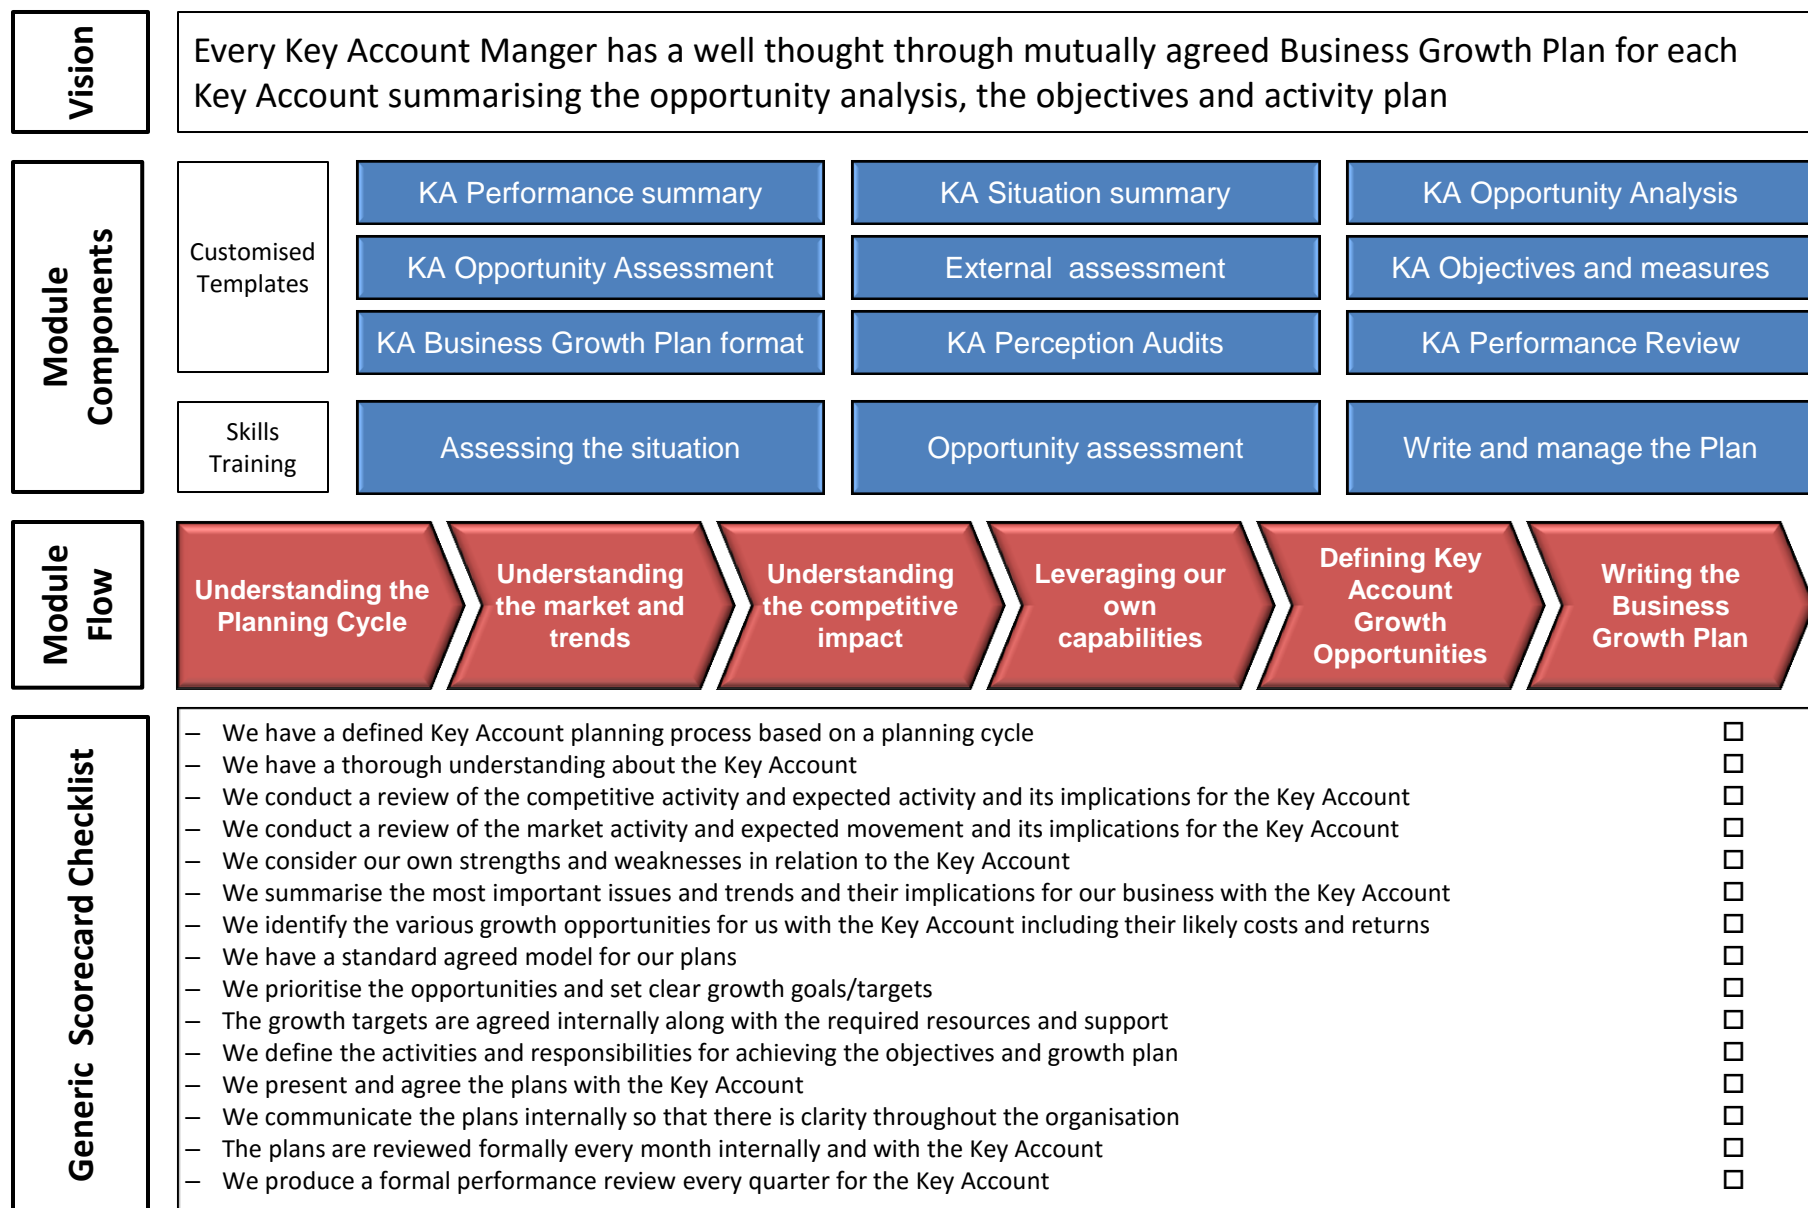 Vision
Every Key Account Manger has a well thought through mutually agreed Business Growth Plan for each
Key Account summarising the opportunity analysis, the objectives and activity plan
Module
Components
Customised
Templates
KA Performance summary
KA Situation summary
KA Opportunity Analysis
KA Opportunity Assessment
External  assessment
KA Objectives and measures
KA Business Growth Plan format
KA Perception Audits
KA Performance Review
Skills
Training
Assessing the situation
Opportunity assessment
Write and manage the Plan
Module
Flow
Understanding the
Planning Cycle
Understanding
the market and
trends
Understanding
the competitive
impact
Leveraging our
own
capabilities
Defining Key
Account
Growth
Opportunities
Writing the
Business
Growth Plan
Generic  Scorecard Checklist
– We have a defined Key Account planning process based on a planning cycle
– We have a thorough understanding about the Key Account
– We conduct a review of the competitive activity and expected activity and its implications for the Key Account
– We conduct a review of the market activity and expected movement and its implications for the Key Account
– We consider our own strengths and weaknesses in relation to the Key Account
– We summarise the most important issues and trends and their implications for our business with the Key Account
– We identify the various growth opportunities for us with the Key Account including their likely costs and returns
– We have a standard agreed model for our plans
– We prioritise the opportunities and set clear growth goals/targets
– The growth targets are agreed internally along with the required resources and support
– We define the activities and responsibilities for achieving the objectives and growth plan
– We present and agree the plans with the Key Account
– We communicate the plans internally so that there is clarity throughout the organisation
– The plans are reviewed formally every month internally and with the Key Account
– We produce a formal performance review every quarter for the Key Account